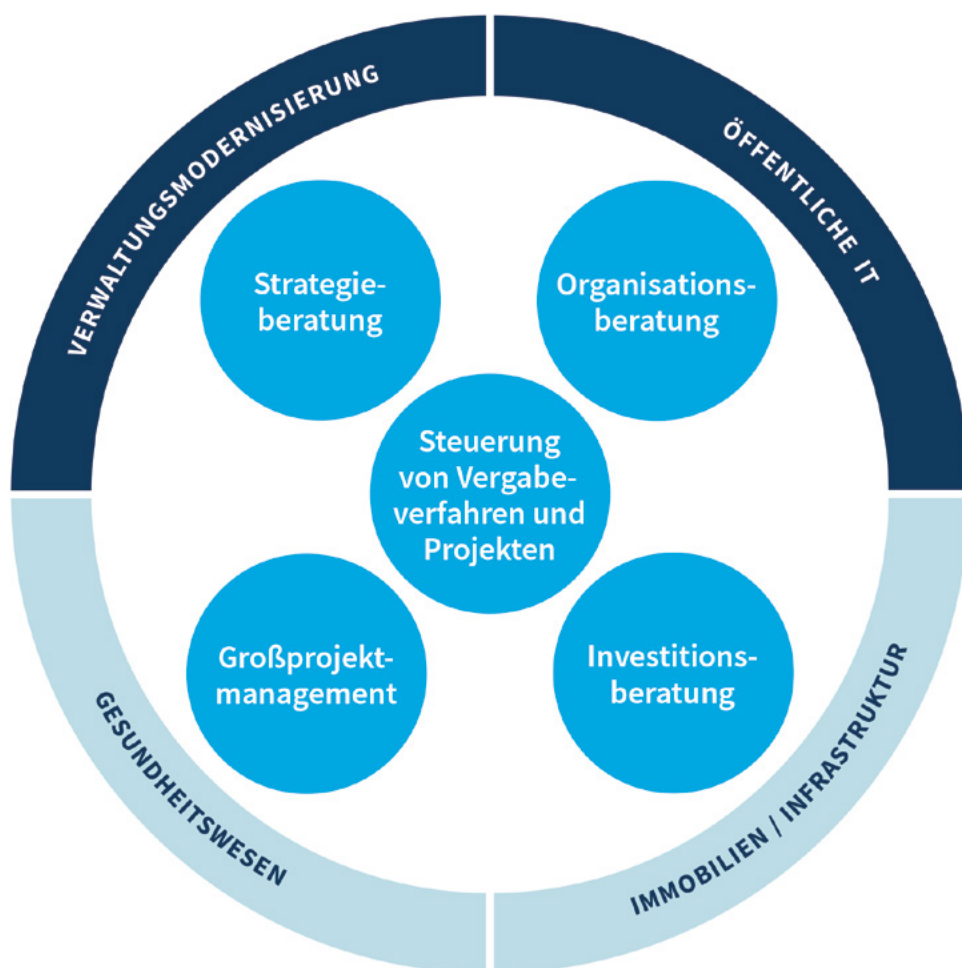 VERWALTUNGSMODERNISIERUNG
ÖFFENTLICHE IT
Strategie-
beratung
Organisations-
beratung
Steuerung
von Vergabe-
verfahren und
Projekten
Großprojekt-
management
Investitions-
beratung
GESUNDHEITSWESEN
IMMOBILIEN / INFRASTRUKTUR